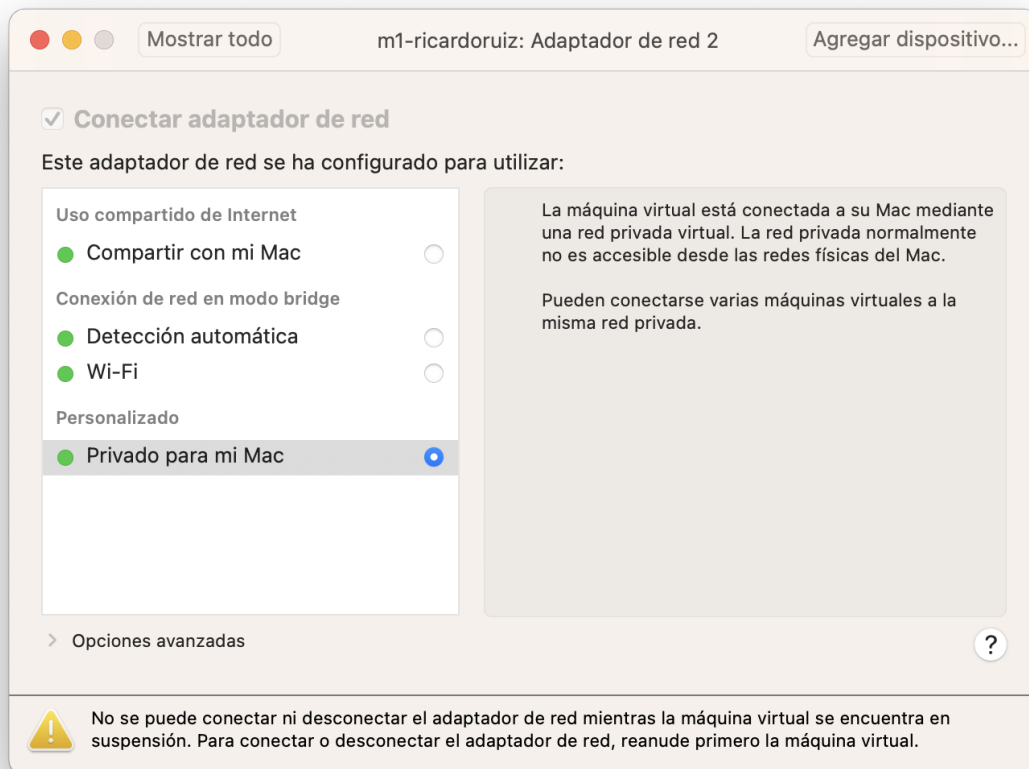 Mostrar todo
m1-ricardoruiz: Adaptador de red 2
Agregar dispositivo...
Conectar adaptador de red
Este adaptador de red se ha configurado para utilizar:
Uso compartido de Internet
Compartir con mi Mac
Conexión de red en modo bridge
Detección automática
Wi-Fi
Personalizado
Privado para mi Mac
La máquina virtual está conectada a su Mac mediante
una red privada virtual. La red privada normalmente
no es accesible desde las redes físicas del Mac.
Pueden conectarse varias máquinas virtuales a la
misma red privada.
Opciones avanzadas
?
No se puede conectar ni desconectar el adaptador de red mientras la máquina virtual se encuentra en
suspensión. Para conectar o desconectar el adaptador de red, reanude primero la máquina virtual.